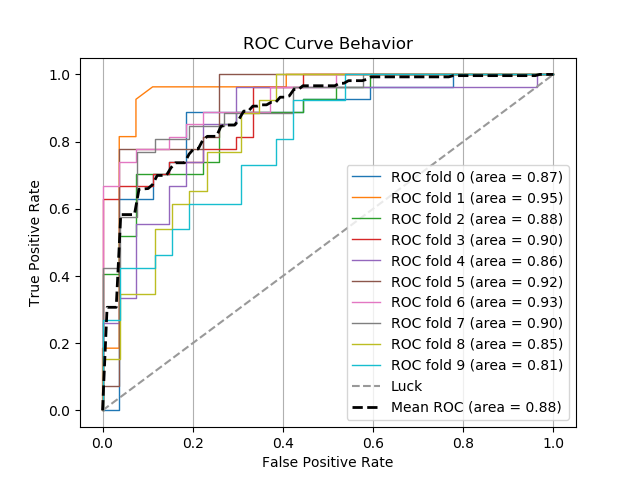 ROC Curve Behavior
True Positive Rate
1.0
0.8
0.6
0.4
0.2
0.0
ROC fold 0 (area = 0.87)
ROC fold 1 (area = 0.95)
ROC fold 2 (area = 0.88)
ROC fold 3 (area = 0.90)
ROC fold 4 (area = 0.86)
ROC fold 5 (area = 0.92)
ROC fold 6 (area = 0.93)
ROC fold 7 (area = 0.90)
ROC fold 8 (area = 0.85)
ROC fold 9 (area = 0.81)
Luck
Mean ROC (area = 0.88)
0.0 0.2 0.4 0.6 0.8 1.0
False Positive Rate